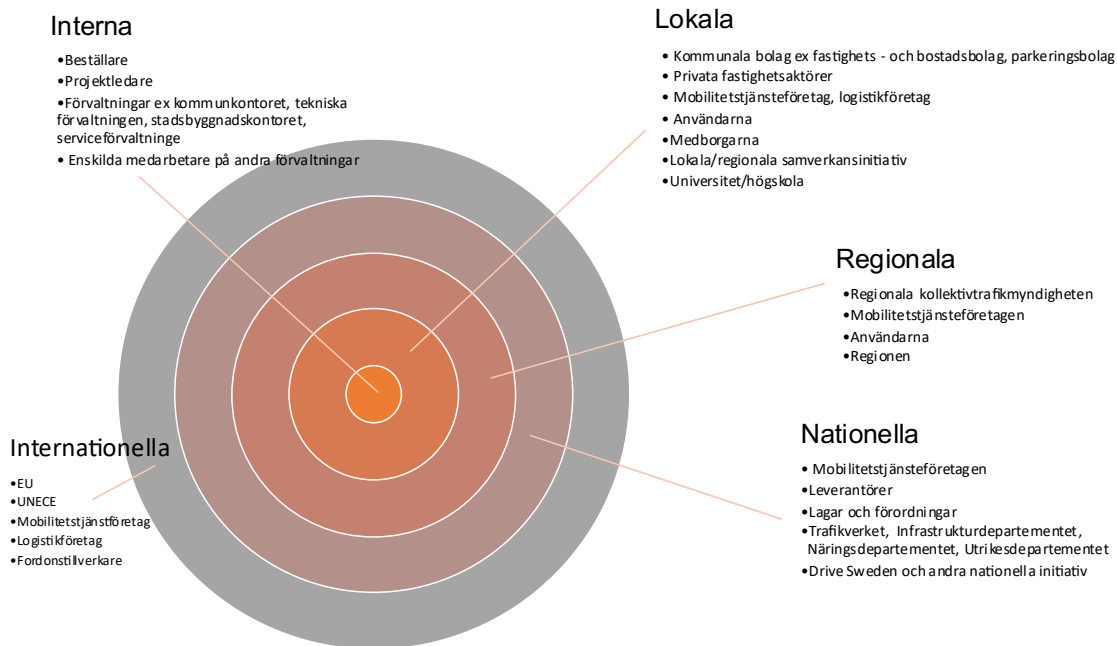 Interna
•Beställare
•Projektledare
•Förvaltningar ex kommunkontoret, tekniska
förvaltningen, stadsbyggnadskontoret,
serviceförvaltninge
• Enskilda medarbetare på andra förvaltningar
Lokala
• Kommunala bolag ex fastighets - och bostadsbolag, parkeringsbolag
• Privata fastighetsaktörer
• Mobilitetstjänsteföretag, logistikföretag
• Användarna
•Medborgarna
•Lokala/regionala samverkansinitiativ
•Universitet/högskola
Regionala
•Regionala kollektivtrafikmyndigheten
•Mobilitetstjänsteföretagen
•Användarna
•Regionen
Nationella
• Mobilitetstjänsteföretagen
•Leverantörer
•Lagar och förordningar
•Trafikverket, Infrastrukturdepartementet,
Näringsdepartementet, Utrikesdepartementet
•Drive Sweden och andra nationella initiativ
Internationella
•EU
•UNECE
•Mobilitetstjänstföretag
•Logistikföretag
•Fordonstillverkare